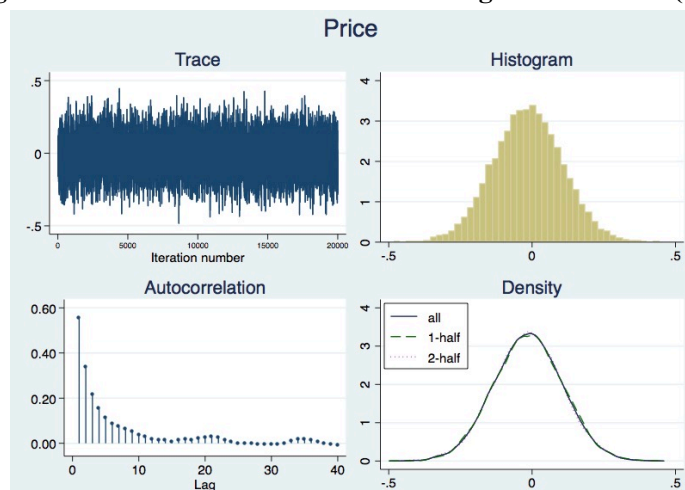 Price
Trace
.5
0
-.5
0 5000 10000 15000 20000
Iteration number
Histogram
4
3
2
1
0
-.5 0 .5
Autocorrelation
0.60
0.40
0.20
0.00
0 10 20 30 40
Lag
Density
all
1-half
2-half
4
3
2
1
0
-.5 0 .5